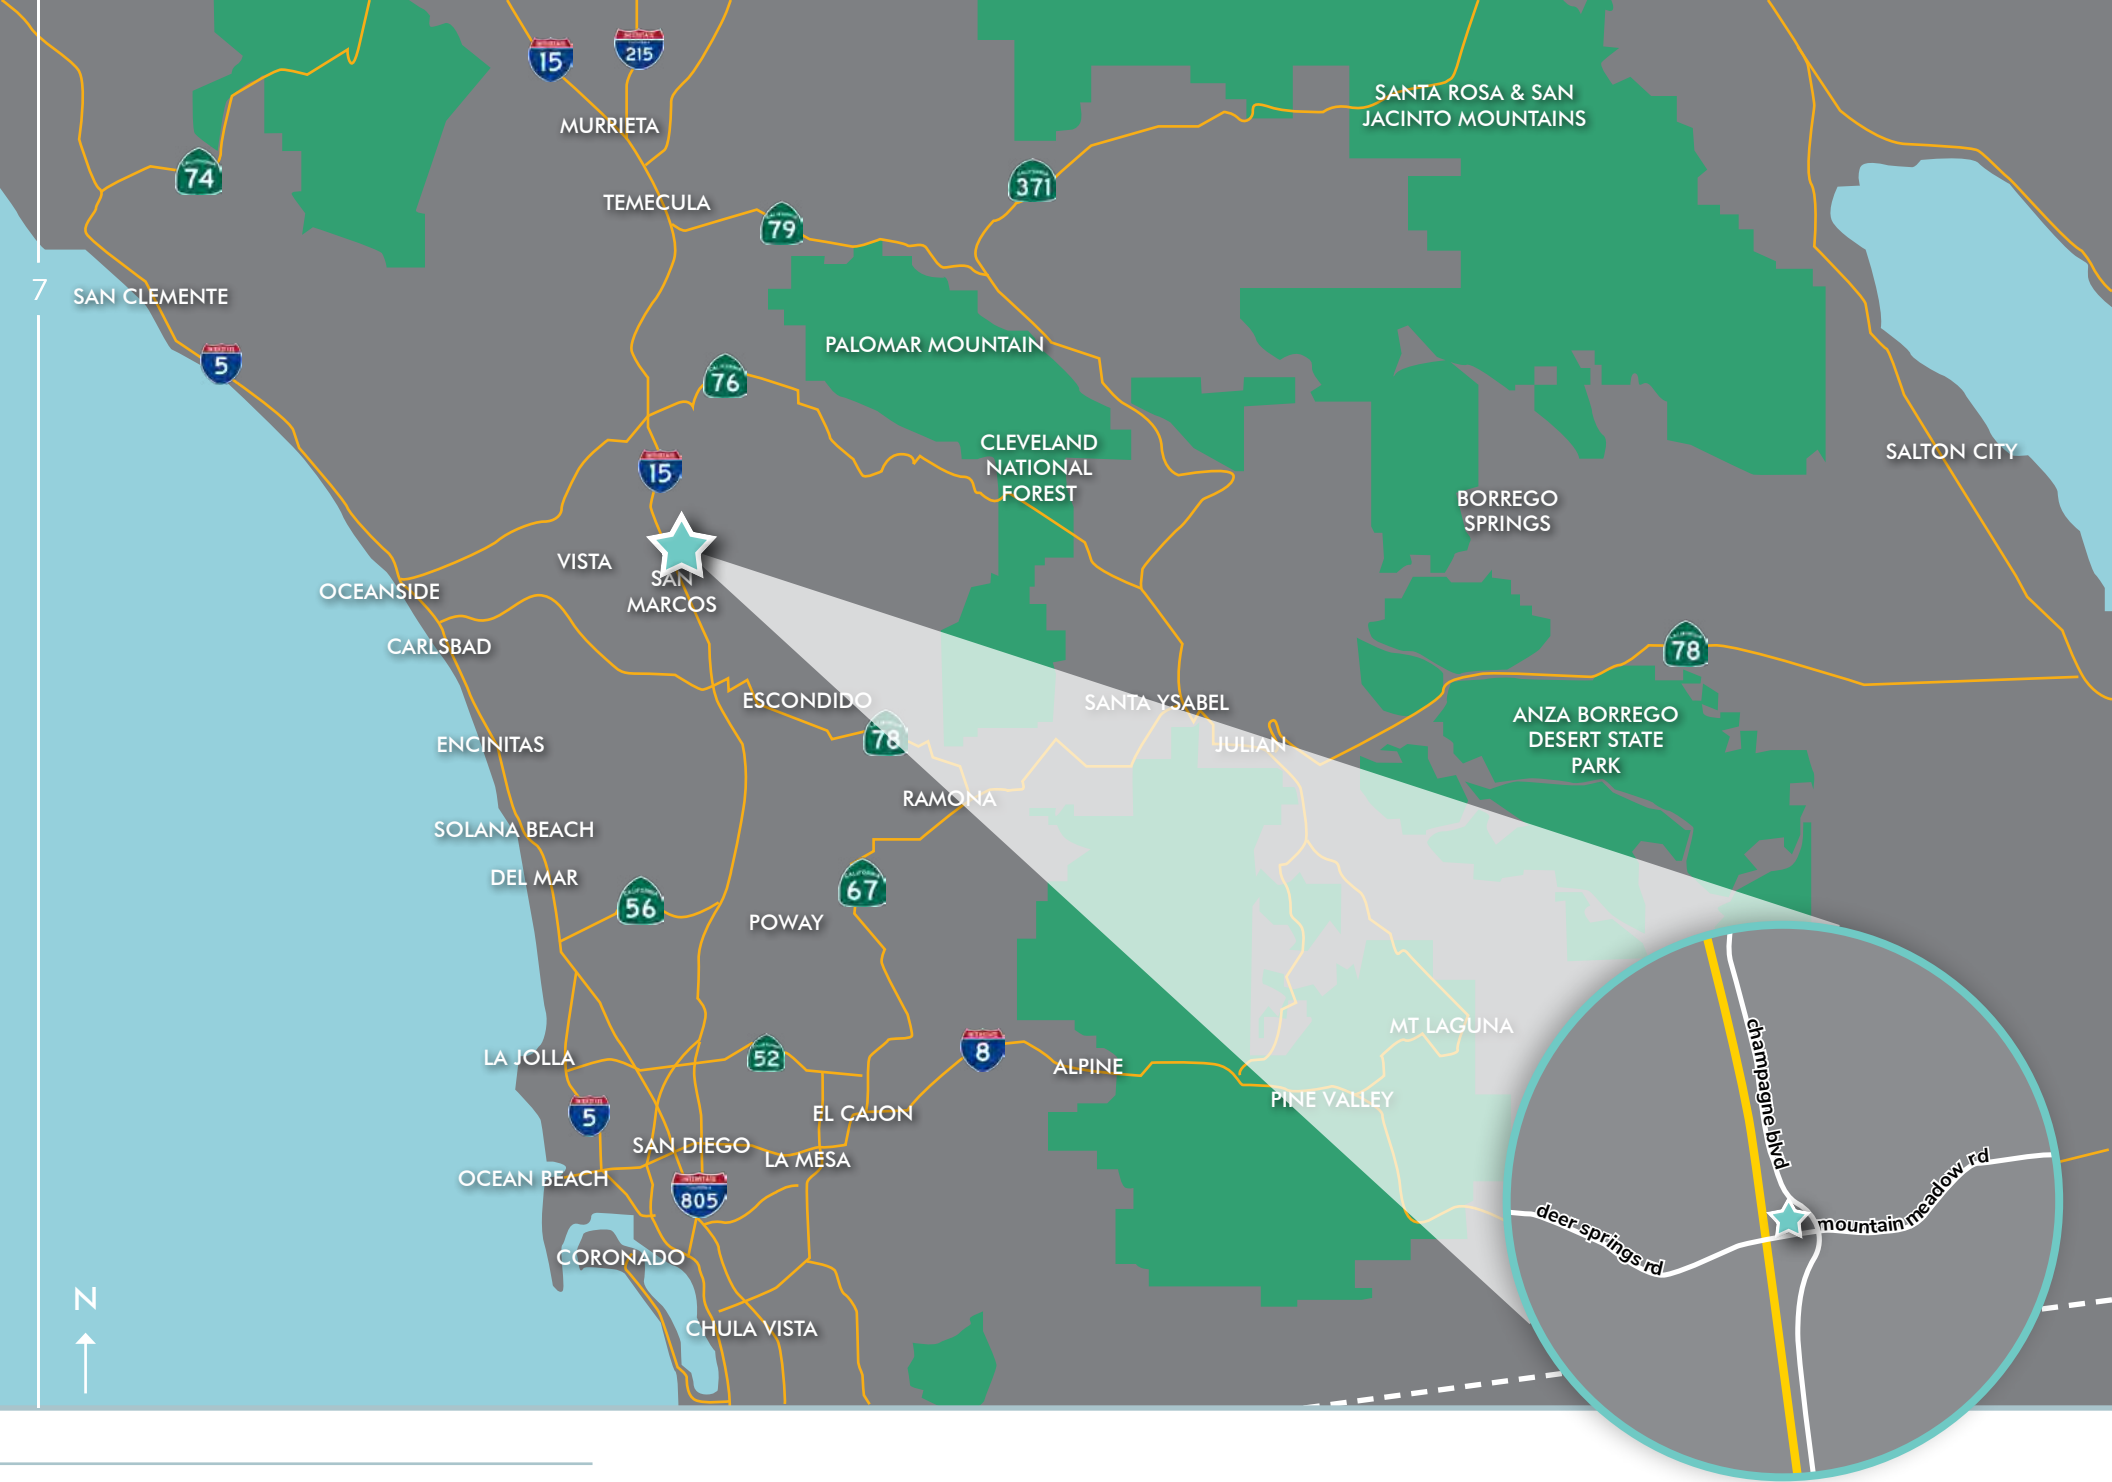 15
215
MURRIETA
SANTA ROSA & SAN
JACINTO MOUNTAINS
74
371
TEMECULA
79
7
SAN CLEMENTE
PALOMAR MOUNTAIN
5
76
CLEVELAND
NATIONAL
FOREST
SALTON CITY
15
BORREGO
SPRINGS
VISTA
SAN
MARCOS
OCEANSIDE
CARLSBAD
78
ESCONDIDO
SANTA YSABEL
ANZA BORREGO
DESERT STATE
PARK
78
JULIAN
ENCINITAS
RAMONA
SOLANA BEACH
DEL MAR
67
56
POWAY
MT LAGUNA
champagne blvd
8
52
LA JOLLA
ALPINE
PINE VALLEY
5
EL CAJON
SAN DIEGO
LA MESA
OCEAN BEACH
805
mountain meadow rd
deer springs rd
CORONADO
N
CHULA VISTA